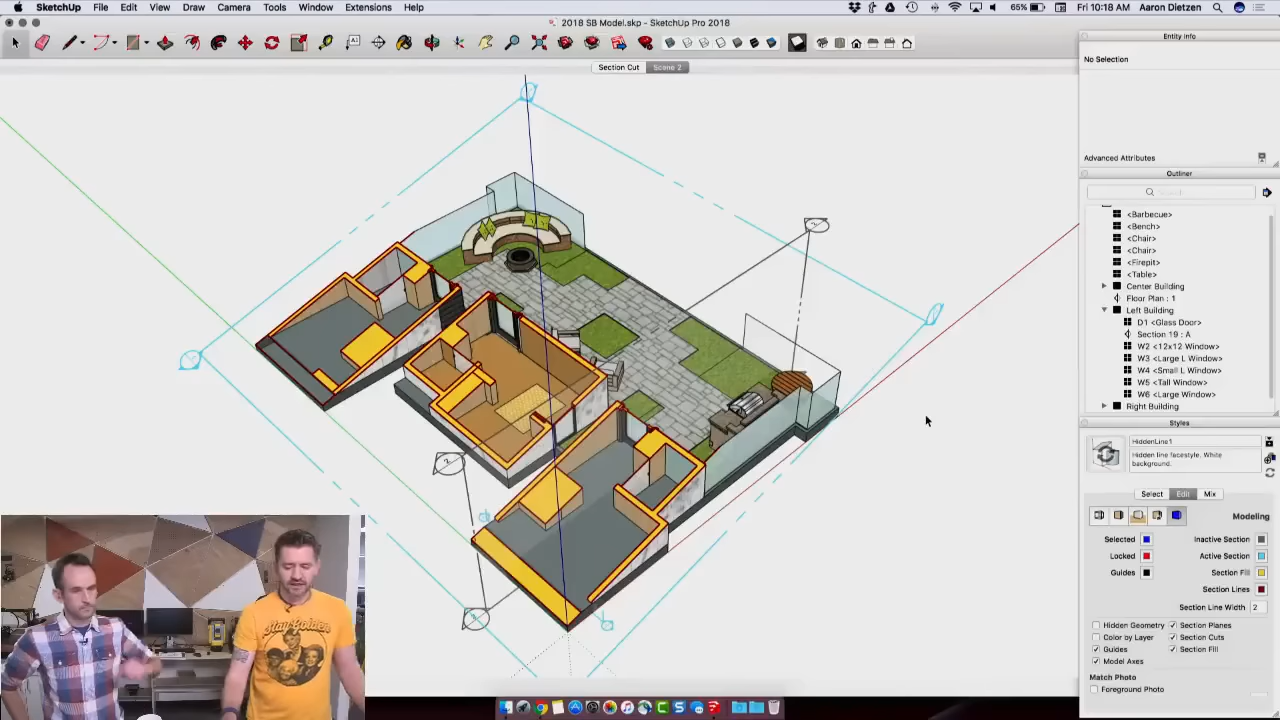 SketchUp File Edit View Camera Draw Tools Window Extensions Help 65% Fri 10:18 AM Aaron Dietzen
2018 SB Model.skp - SketchUp Pro 2018
Section Cut Scene 2
Entity Info
No Selection
Advanced Attributes
Outliner
<Barbecue>
<Bench>
<Chair>
<Chair>
<Firepit>
<Table>
Center Building
Floor Plan : 1
Left Building
D1 <Glass Door>
Section 19 : A
W2 <12x12 Window>
W3 <Large L Window>
W4 <Small L Window>
W5 <Tall Window>
W6 <Large Window>
Right Building
Styles
HiddenLine1
Hidden line facestyle. White
background.
Select Edit Mix
Modeling
Selected Inactive Section
Locked Active Section
Guides Section Fill
Section Lines
Section Line Width 2
Hidden Geometry Section Planes
Color by Layer Section Cuts
Guides Section Fill
Model Axes
Match Photo
Foreground Photo
Stay Golden